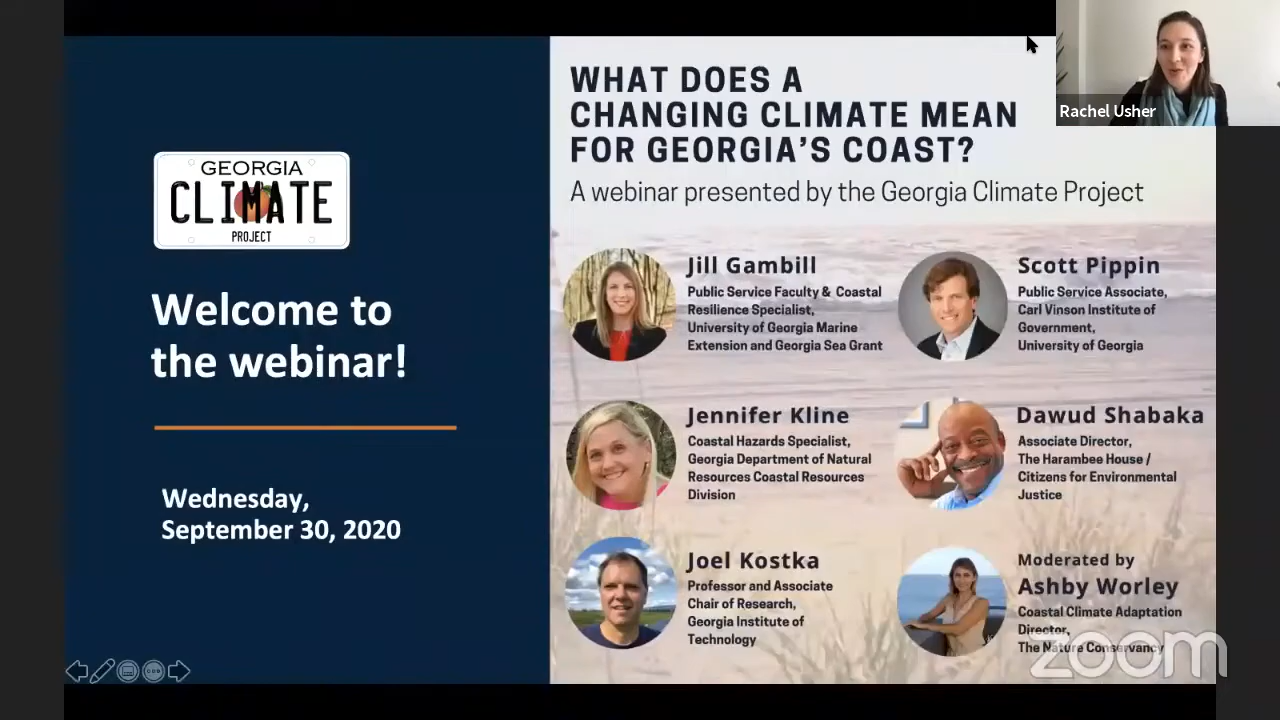 GEORGIA
CLIMATE
PROJECT
Welcome to
the webinar!
Wednesday,
September 30, 2020
WHAT DOES A
CHANGING CLIMATE MEAN
FOR GEORGIA'S COAST?
A webinar presented by the Georgia Climate Project
Jill Gambill
Public Service Faculty & Coastal
Resilience Specialist,
University of Georgia Marine
Extension and Georgia Sea Grant
Scott Pippin
Public Service Associate,
Carl Vinson Institute of
Government,
University of Georgia
Jennifer Kline
Coastal Hazards Specialist,
Georgia Department of Natural
Resources Coastal Resources
Division
Dawud Shabaka
Associate Director,
The Harambee House /
Citizens for Environmental
Justice
Joel Kostka
Professor and Associate
Chair of Research,
Georgia Institute of
Technology
Moderated by
Ashby Worley
Coastal Climate Adaptation
Director,
The Nature Conservancy
Rachel Usher
zoom